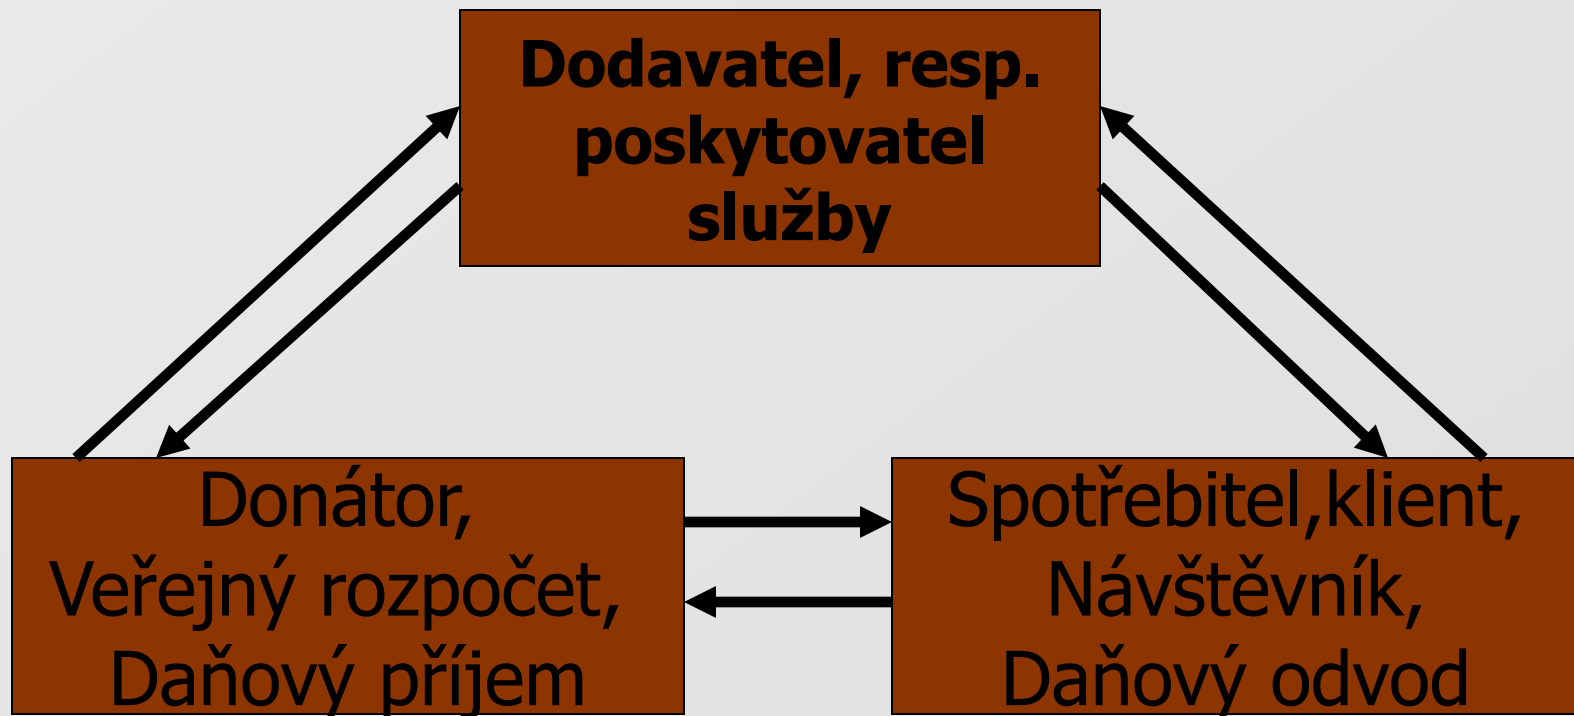 Dodavatel, resp.
poskytovatel
služby
Donátor,
Veřejný rozpočet,
Daňový příjem
Spotřebitel,klient,
Návštěvník,
Daňový odvod